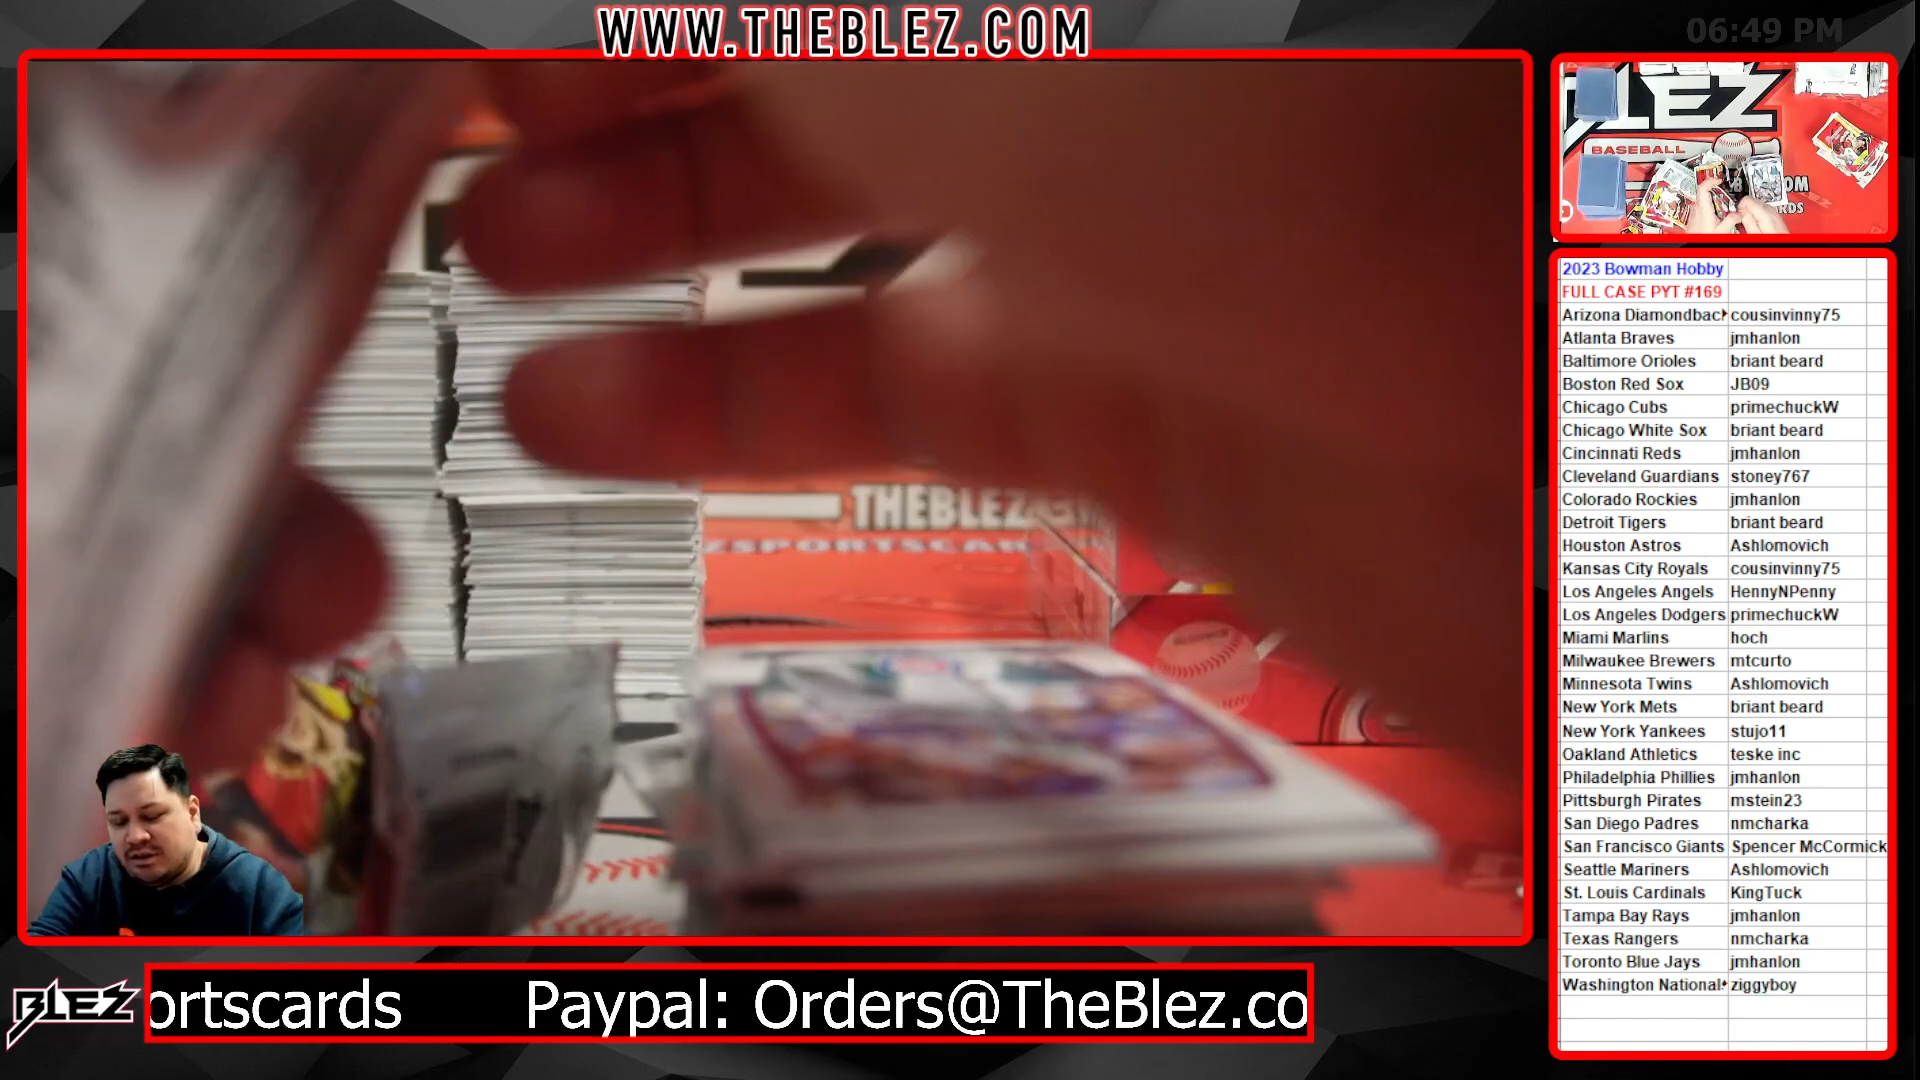 WWW.THEBLEZ.COM
06:49 PM
LEZ
BASEBALL
2023 Bowman Hobby
FULL CASE PYT #169
Arizona Diamondbac cousinvinny75
Atlanta Braves jmhanlon
Baltimore Orioles briant beard
Boston Red Sox JB09
Chicago Cubs primechuckW
Chicago White Sox briant beard
Cincinnati Reds jmhanlon
Cleveland Guardians stoney767
Colorado Rockies jmhanlon
Detroit Tigers briant beard
Houston Astros Ashlomovich
Kansas City Royals cousinvinny75
Los Angeles Angels HennyNPenny
Los Angeles Dodgers primechuckW
Miami Marlins hoch
Milwaukee Brewers mtcurto
Minnesota Twins Ashlomovich
New York Mets briant beard
New York Yankees stujo11
Oakland Athletics teske inc
Philadelphia Phillies jmhanlon
Pittsburgh Pirates mstein23
San Diego Padres nmcharka
San Francisco Giants Spencer McCormick
Seattle Mariners Ashlomovich
St. Louis Cardinals KingTuck
Tampa Bay Rays jmhanlon
Texas Rangers nmcharka
Toronto Blue Jays jmhanlon
Washington National ziggyboy
THEBLEZ
ZSPORTSCAR
BLEZ
ortscards Paypal: Orders@TheBlez.co